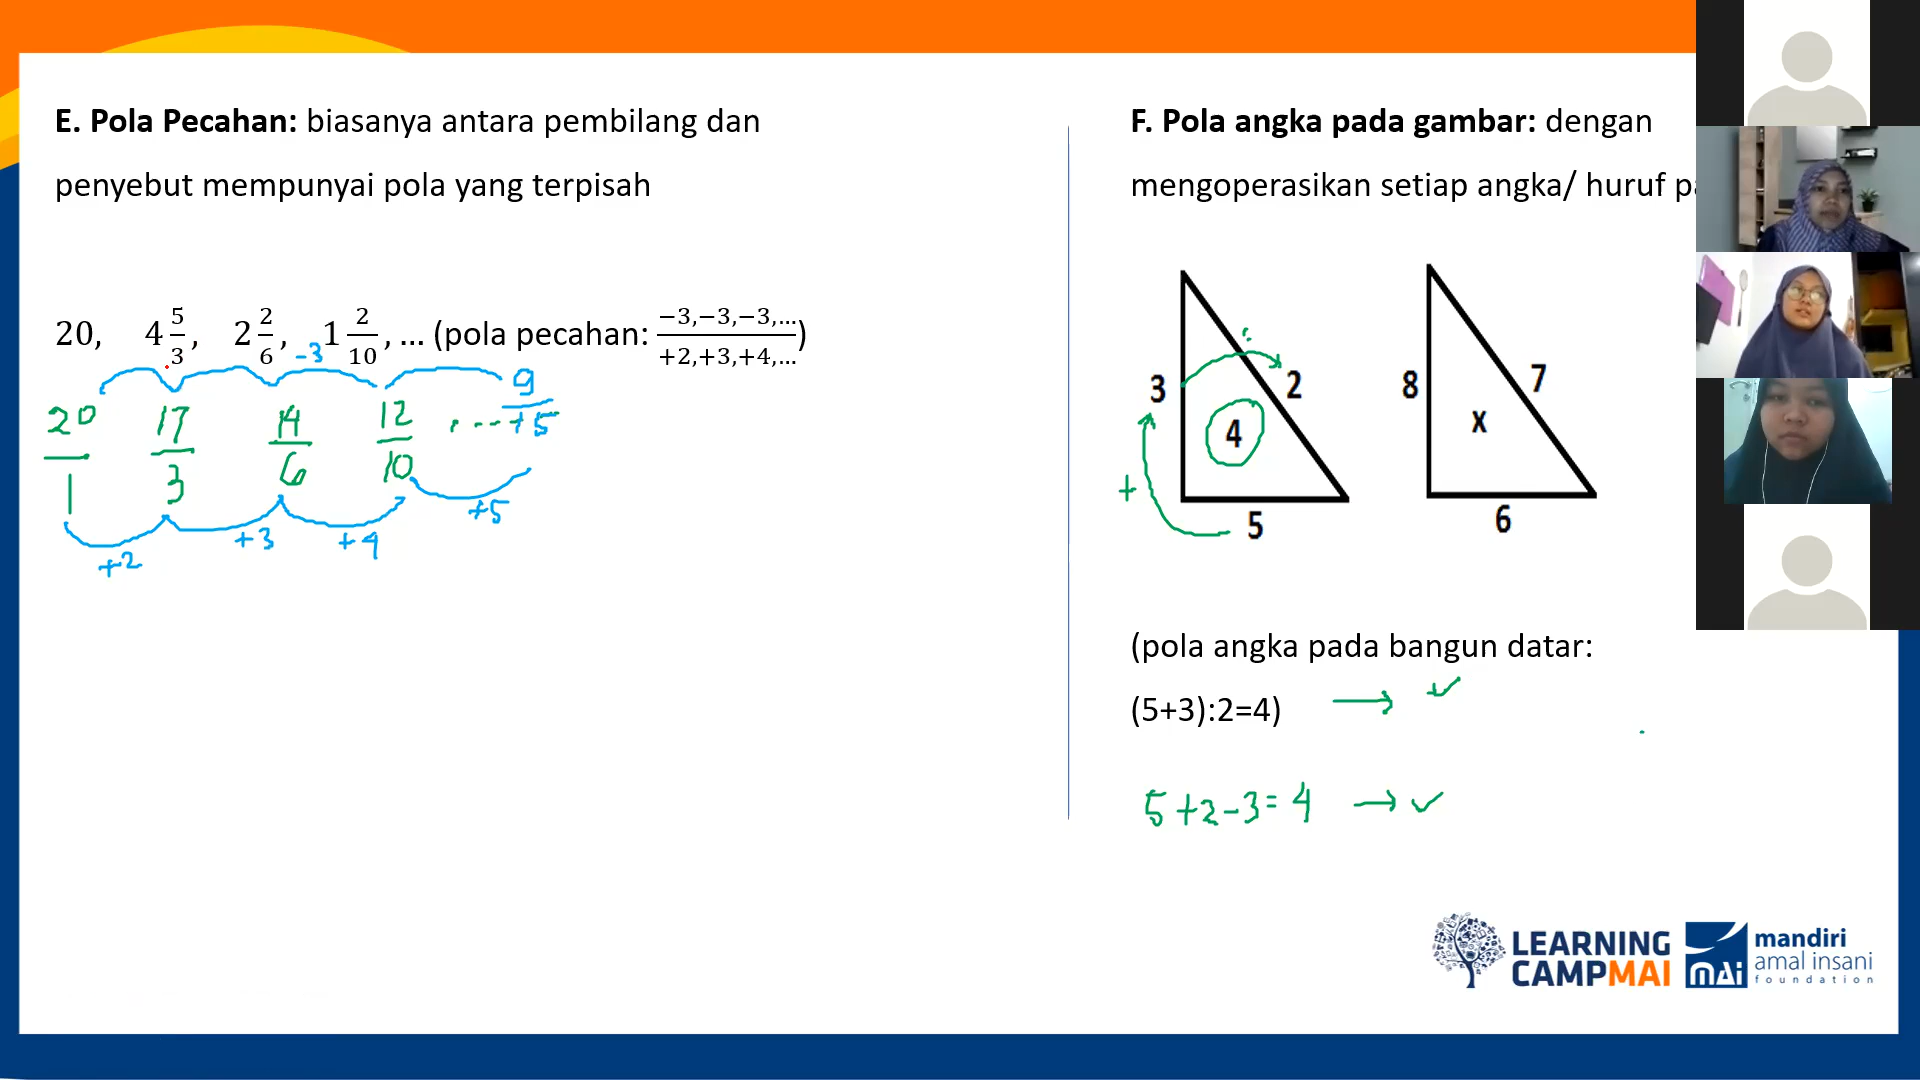 E. Pola Pecahan: biasanya antara pembilang dan
penyebut mempunyai pola yang terpisah
20, 4 5/3, 2 2/6, 1 2/10, ... (pola pecahan: −3,−3,−3,.../+2,+3,+4,...)
-3
20/1 17/3 14/6 12/10 ... 9/+5
+2 +3 +4 +5
F. Pola angka pada gambar: dengan
mengoperasikan setiap angka/ huruf pa
:
3 2
4
+
5
8 7
x
6
(pola angka pada bangun datar:
(5+3):2=4) → ✓
5+2-3=4 → ✓
LEARNING
CAMPMAI
mai
mandiri
amal insani
foundation